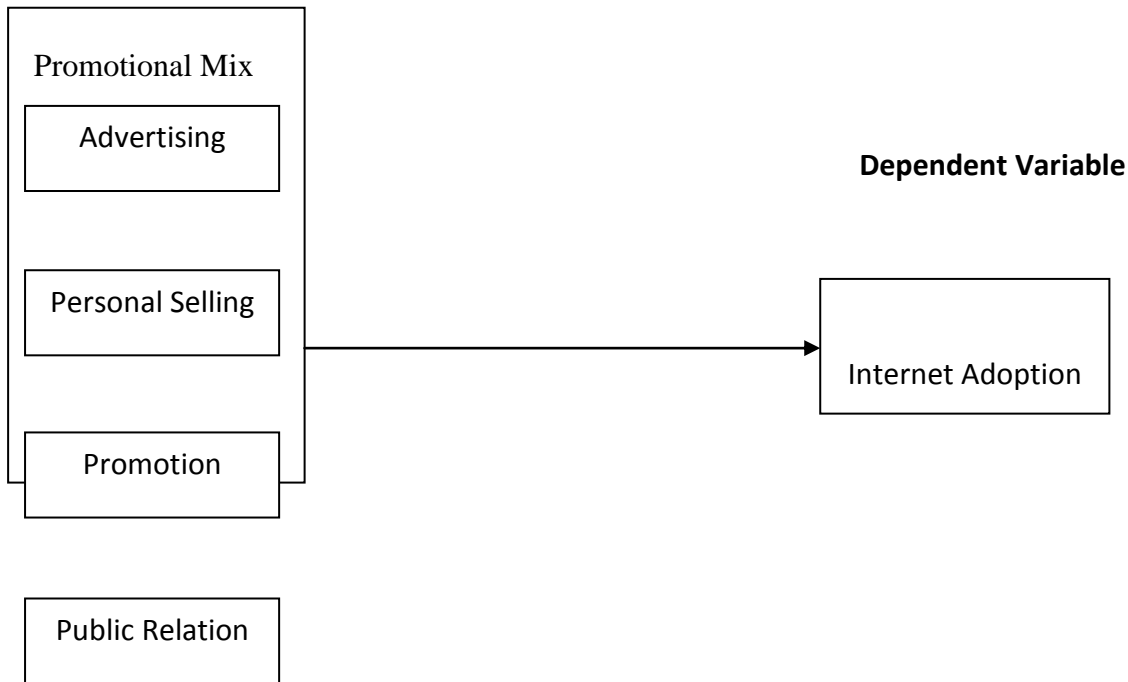 Promotional Mix
Advertising
Dependent Variable
Personal Selling
Internet Adoption
Promotion
Public Relation